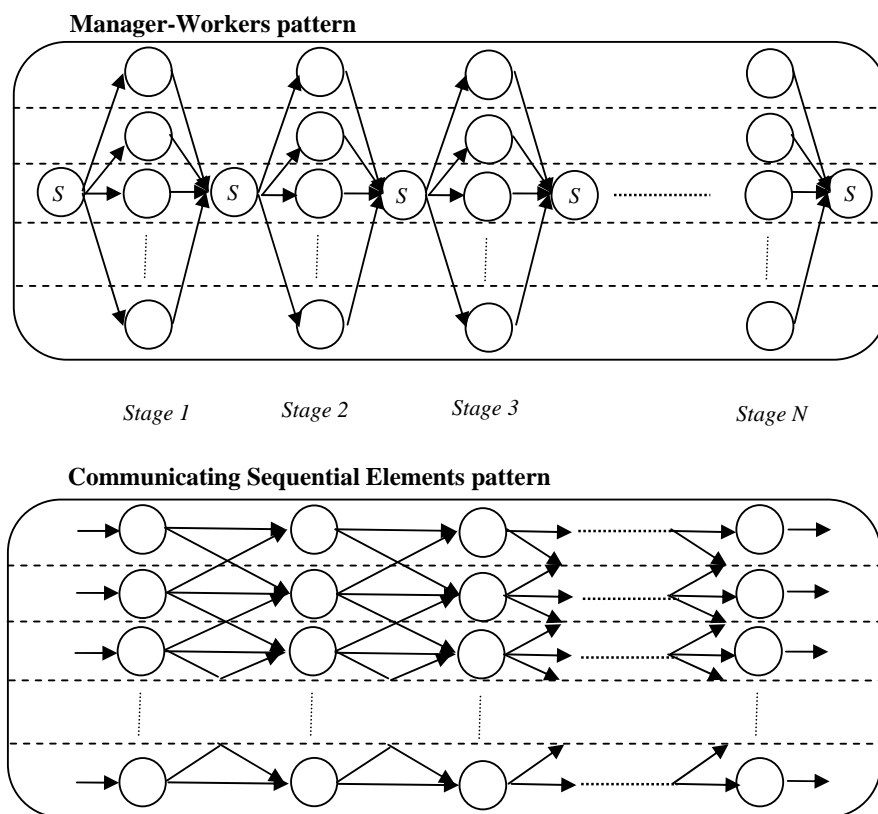 Manager-Workers pattern
S S S S S
Stage 1 Stage 2 Stage 3 Stage N
Communicating Sequential Elements pattern